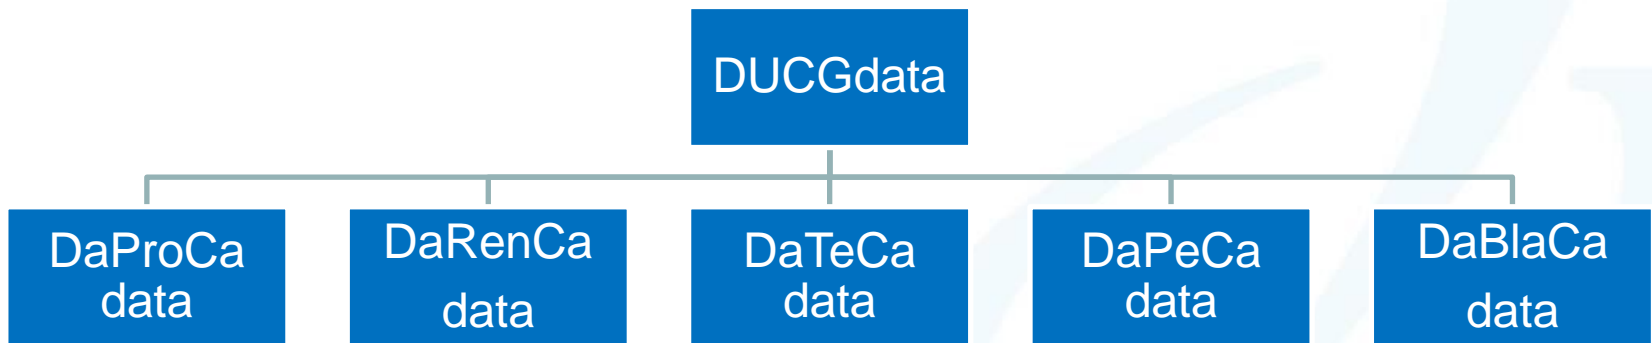 DUCGdata
DaProCa
data
DaRenCa
data
DaTeCa
data
DaPeCa
data
DaBlaCa
data